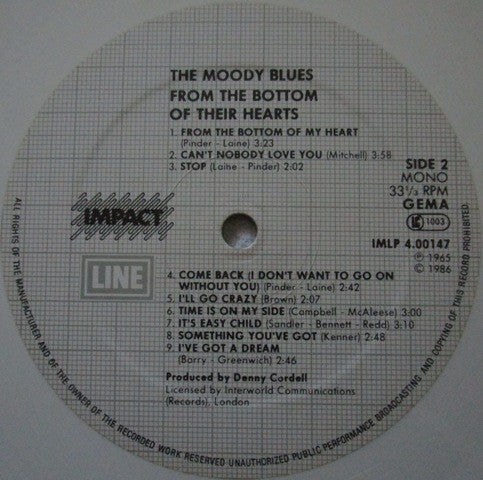 THE MOODY BLUES
FROM THE BOTTOM
OF THEIR HEARTS
1. FROM THE BOTTOM OF MY HEART
(Pinder - Laine) 3:23
2. CAN'T NOBODY LOVE YOU (Mitchell) 3:58
3. STOP (Laine - Pinder) 2:02
SIDE 2
MONO
33⅓ RPM
GEMA
LC 1003
IMLP 4.00147
℗ 1965
© 1986
IMPACT
LINE
4. COME BACK (I DON'T WANT TO GO ON
WITHOUT YOU) (Pinder - Laine) 2:42
5. I'LL GO CRAZY (Brown) 2:07
6. TIME IS ON MY SIDE (Campbell - McAleese) 3:00
7. IT'S EASY CHILD (Sandler - Bennett - Redd) 3:10
8. SOMETHING YOU'VE GOT (Kenner) 2:48
9. I'VE GOT A DREAM
(Barry - Greenwich) 2:46
Produced by Denny Cordell
Licensed by Interworld Communications
(Records), London
ALL RIGHTS OF THE MANUFACTURER AND OF THE OWNER OF THE RECORDED WORK RESERVED UNAUTHORIZED PUBLIC PERFORMANCE BROADCASTING AND COPYING OF THIS RECORD PROHIBITED.